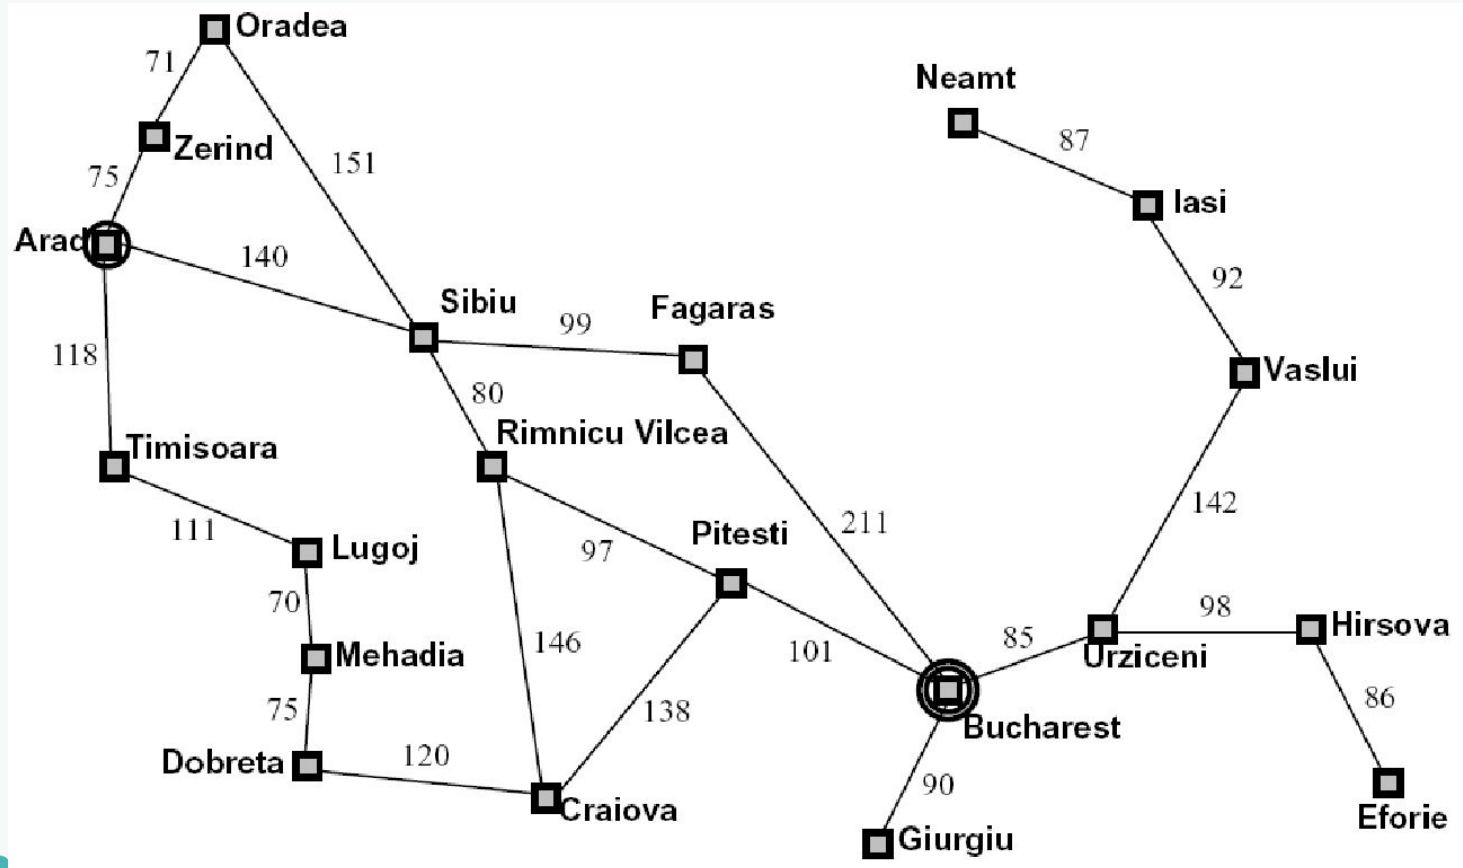 Oradea
71
Neamt
Zerind
87
151
75
Iasi
Arad
140
92
Sibiu
Fagaras
99
118
Vaslui
80
Rimnicu Vilcea
Timisoara
142
211
111
Lugoj
97
Pitesti
70
98
Hirsova
146
85
101
Mehadia
Urziceni
86
75
138
Bucharest
120
Dobreta
90
Craiova
Eforie
Giurgiu